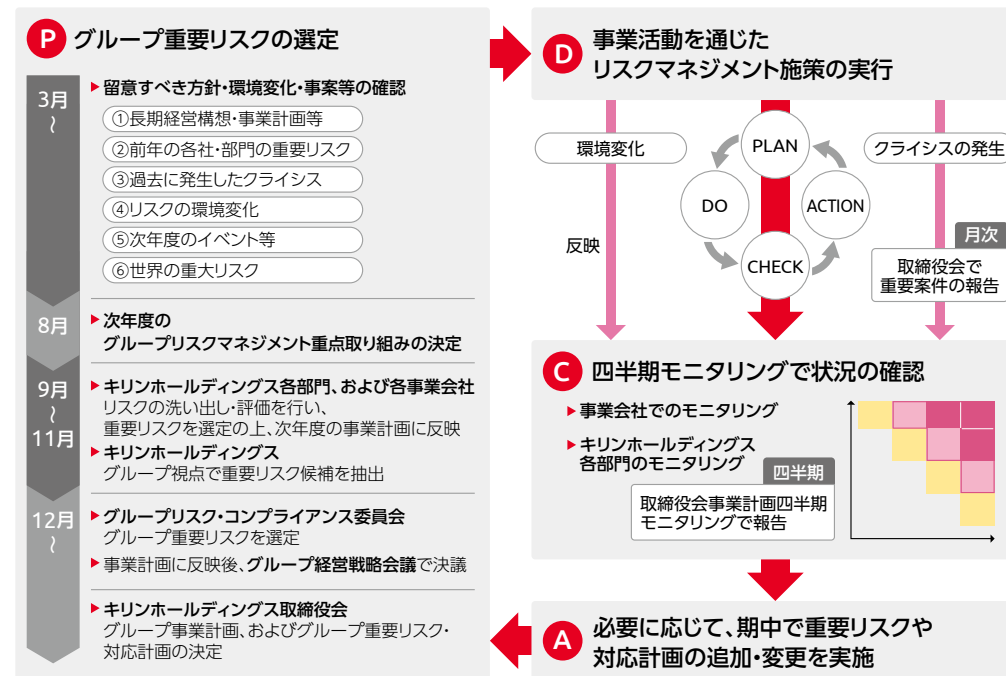 P グループ重要リスクの選定
3月
〜
留意すべき方針・環境変化・事案等の確認
①長期経営構想・事業計画等
②前年の各社・部門の重要リスク
③過去に発生したクライシス
④リスクの環境変化
⑤次年度のイベント等
⑥世界の重大リスク
8月
次年度の
グループリスクマネジメント重点取り組みの決定
9月
〜
11月
キリンホールディングス各部門、および各事業会社
リスクの洗い出し・評価を行い、
重要リスクを選定の上、次年度の事業計画に反映
キリンホールディングス
グループ視点で重要リスク候補を抽出
12月
〜
グループリスク・コンプライアンス委員会
グループ重要リスクを選定
事業計画に反映後、グループ経営戦略会議で決議
キリンホールディングス取締役会
グループ事業計画、およびグループ重要リスク・
対応計画の決定
D 事業活動を通じた
リスクマネジメント施策の実行
環境変化
反映
PLAN
DO
ACTION
CHECK
クライシスの発生
月次
取締役会で
重要案件の報告
C 四半期モニタリングで状況の確認
事業会社でのモニタリング
キリンホールディングス
各部門のモニタリング
四半期
取締役会事業計画四半期
モニタリングで報告
A 必要に応じて、期中で重要リスクや
対応計画の追加・変更を実施